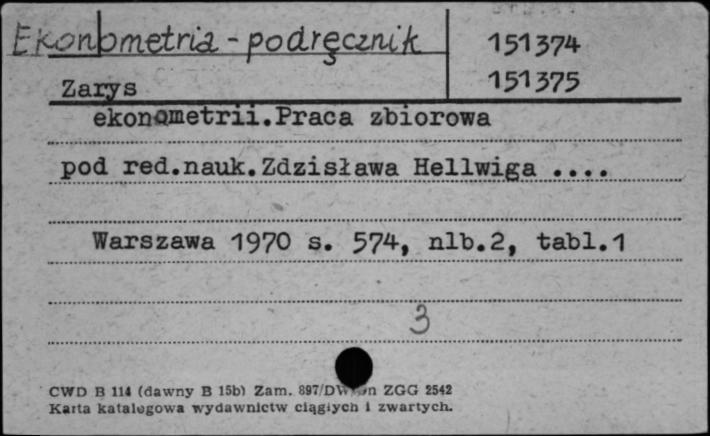 Ekonometria - podręcznik
151374
151375
Zarys
ekonometrii.Praca zbiorowa
pod red.nauk.Zdzisława Hellwiga ....
Warszawa 1970 s. 574, nlb.2, tabl.1
3
CWD B 114 (dawny B 15b) Zam. 897/ ZGG 2542
Karta katalogowa wydawnictw ciągłych i zwartych.